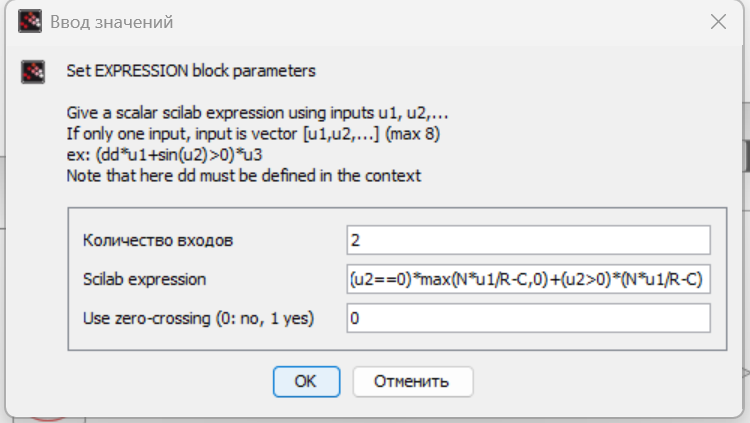 Ввод значений
Set EXPRESSION block parameters
Give a scalar scilab expression using inputs u1, u2,...
If only one input, input is vector [u1,u2,...] (max 8)
ex: (dd*u1+sin(u2)>0)*u3
Note that here dd must be defined in the context
Количество входов 2
Scilab expression (u2==0)*max(N*u1/R-C,0)+(u2>0)*(N*u1/R-C)
Use zero-crossing (0: no, 1 yes) 0
OK Отменить